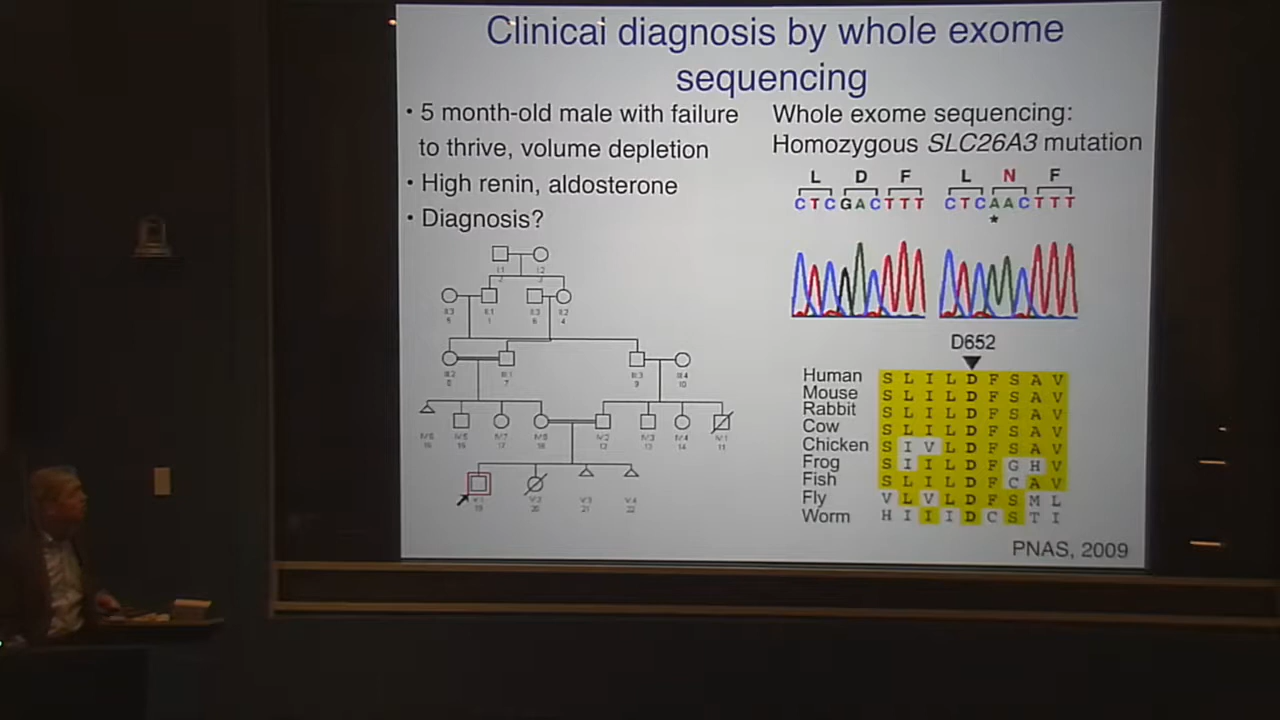 Clinical diagnosis by whole exome
sequencing
• 5 month-old male with failure
to thrive, volume depletion
• High renin, aldosterone
• Diagnosis?
Whole exome sequencing:
Homozygous SLC26A3 mutation
L D F L N F
CTCGACTTT CTCAACTTT
*
D652
Human S L I L D F S A V
Mouse S L I L D F S A V
Rabbit S L I L D F S A V
Cow S L I L D F S A V
Chicken S I V L D F S A V
Frog S I I L D F G H V
Fish S L I L D F C A V
Fly V L V L D F S M L
Worm H I I I D C S T I
PNAS, 2009